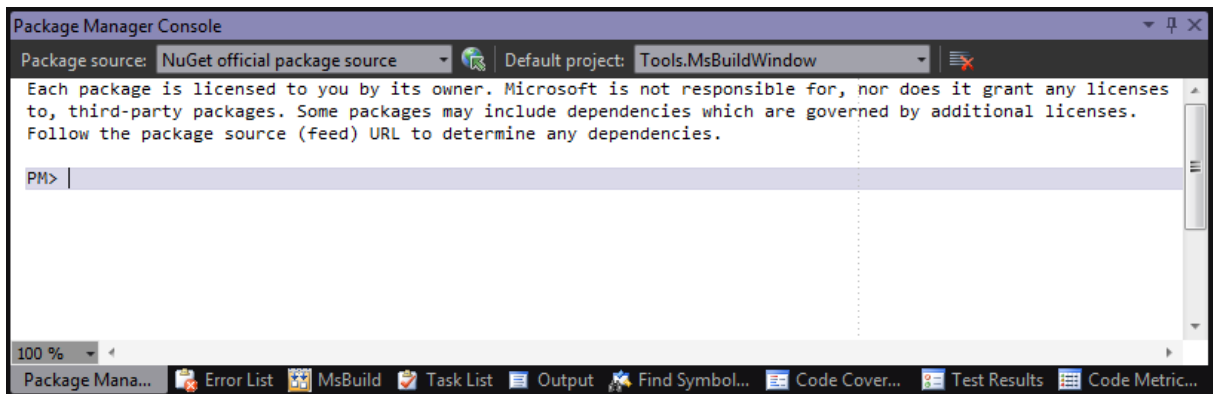 Package Manager Console
Package source: NuGet official package source Default project: Tools.MsBuildWindow
Each package is licensed to you by its owner. Microsoft is not responsible for, nor does it grant any licenses
to, third-party packages. Some packages may include dependencies which are governed by additional licenses.
Follow the package source (feed) URL to determine any dependencies.
PM>
100 %
Package Mana... Error List MsBuild Task List Output Find Symbol... Code Cover... Test Results Code Metric...